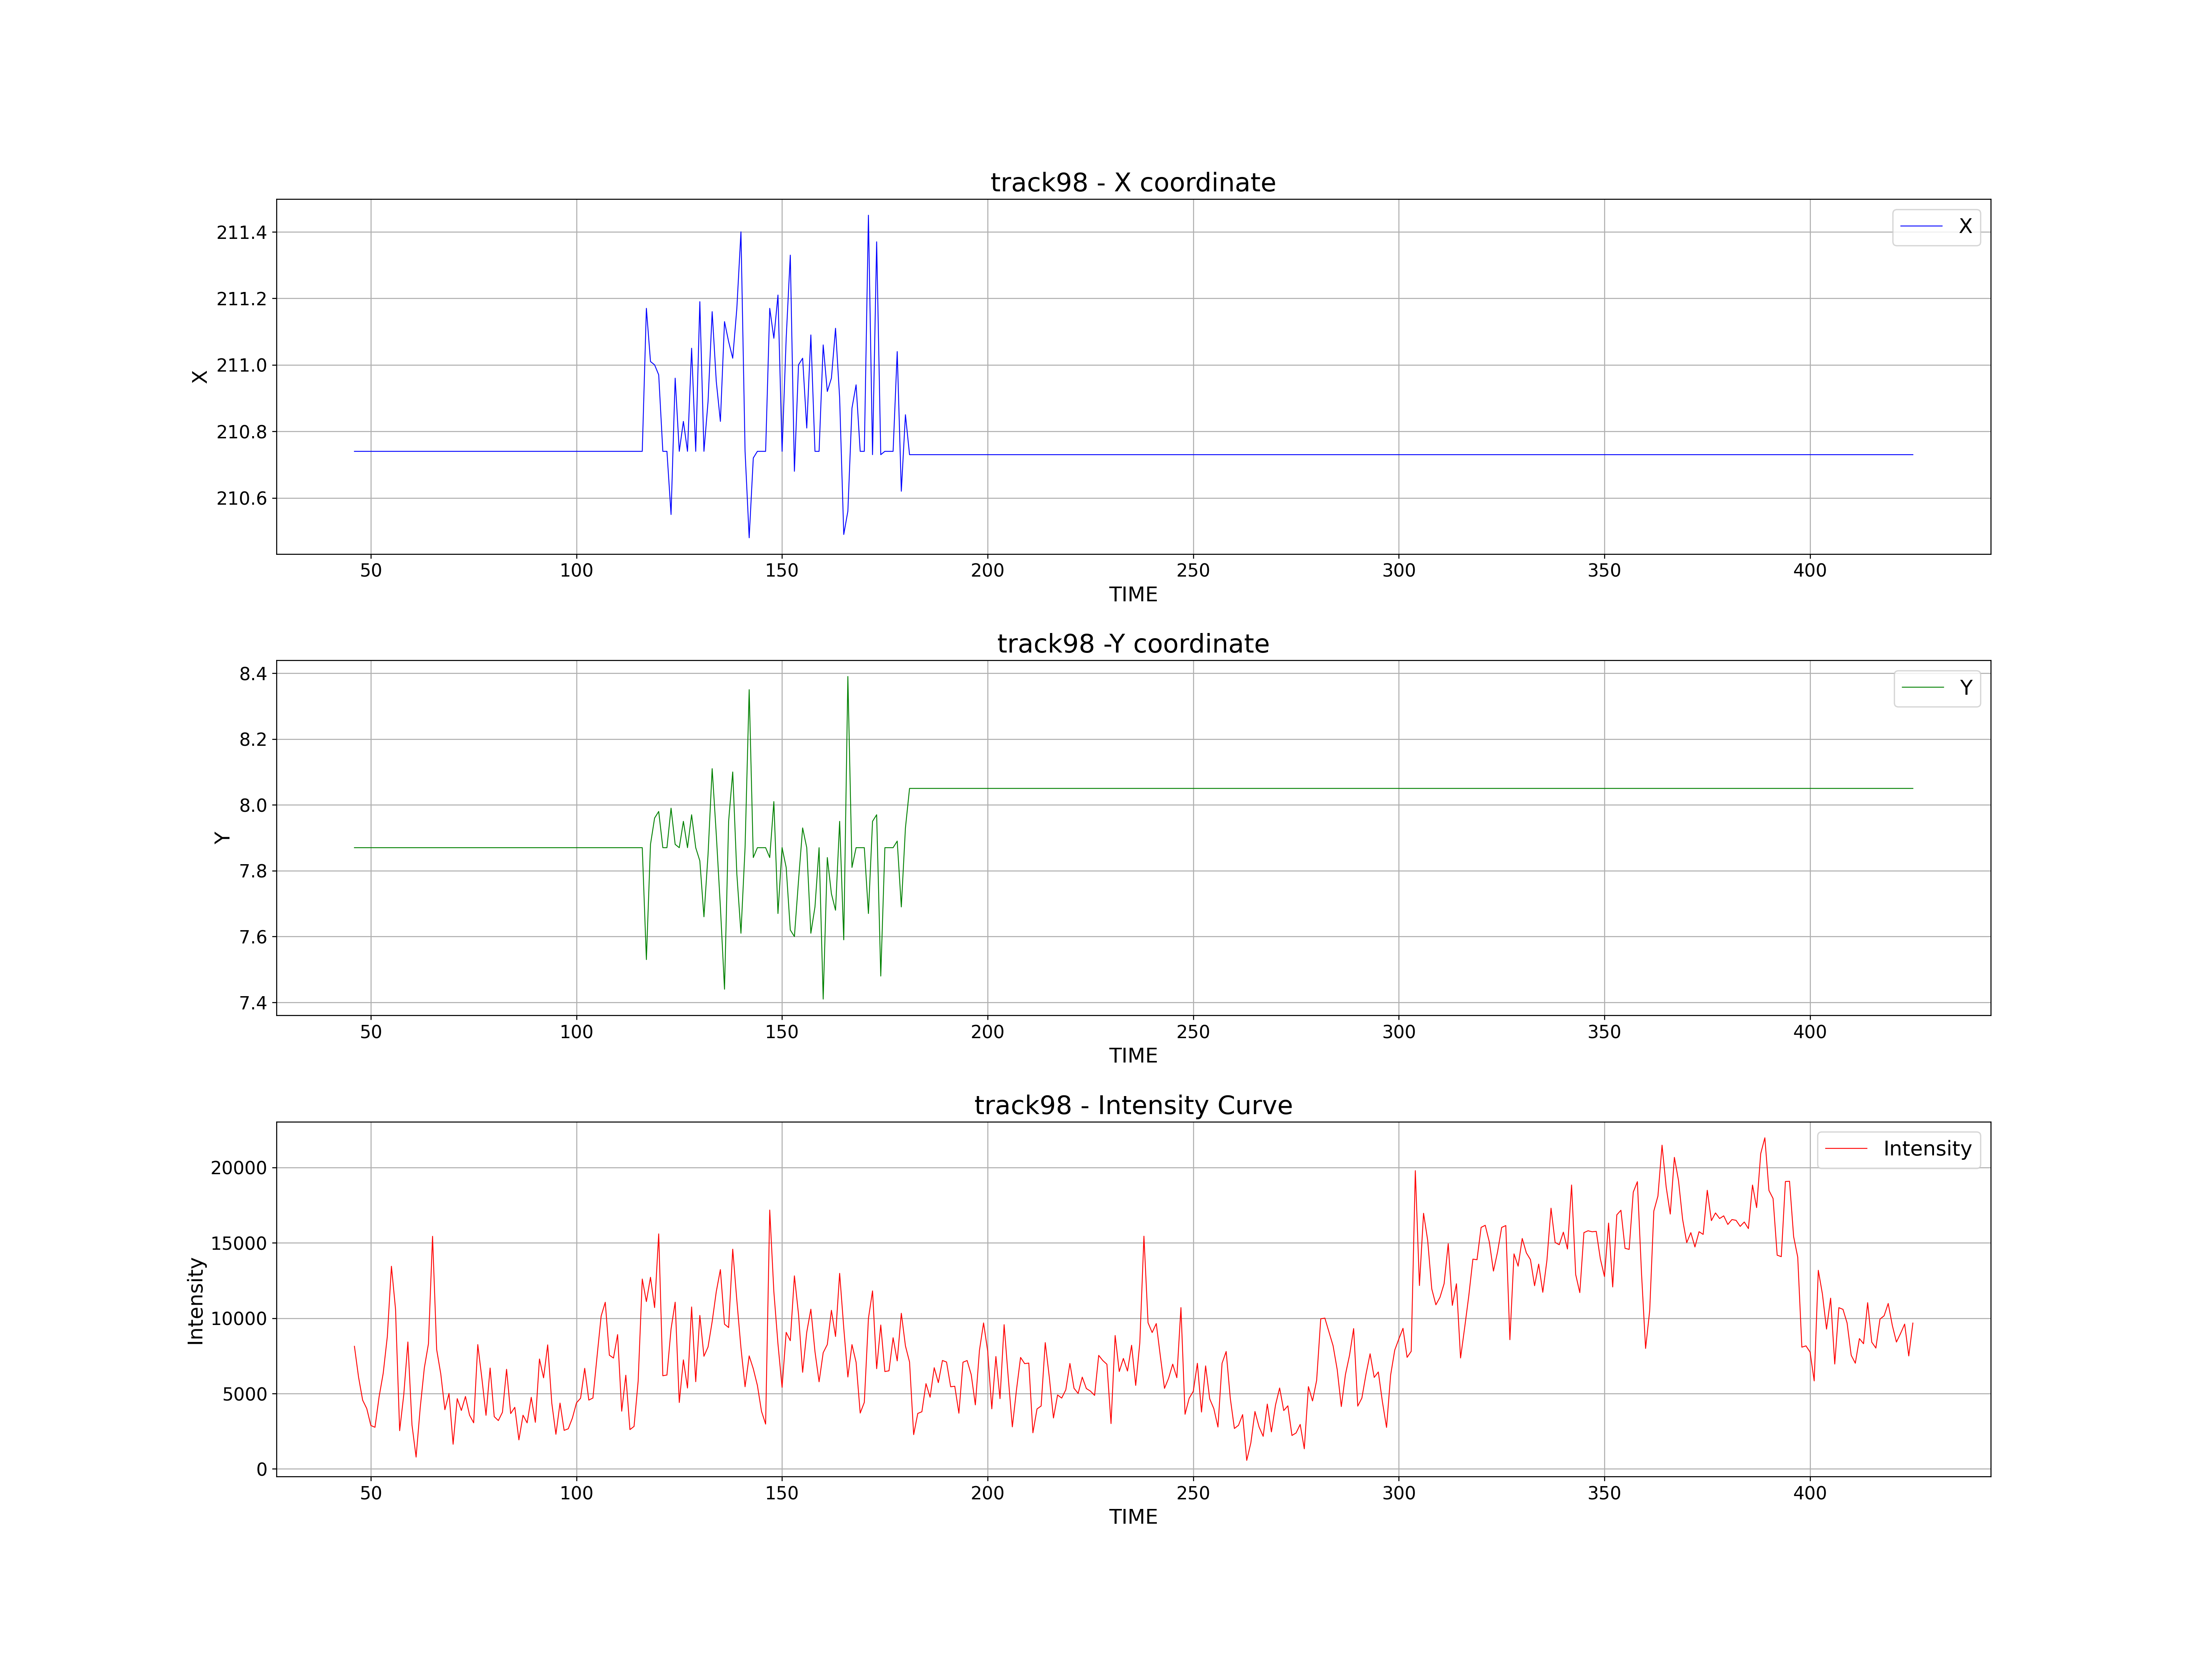 track98 - X coordinate
X
211.4
211.2
211.0
210.8
210.6
X
50 100 150 200 250 300 350 400
TIME
track98 -Y coordinate
Y
8.4
8.2
8.0
7.8
7.6
7.4
Y
50 100 150 200 250 300 350 400
TIME
track98 - Intensity Curve
Intensity
20000
15000
10000
5000
0
Intensity
50 100 150 200 250 300 350 400
TIME